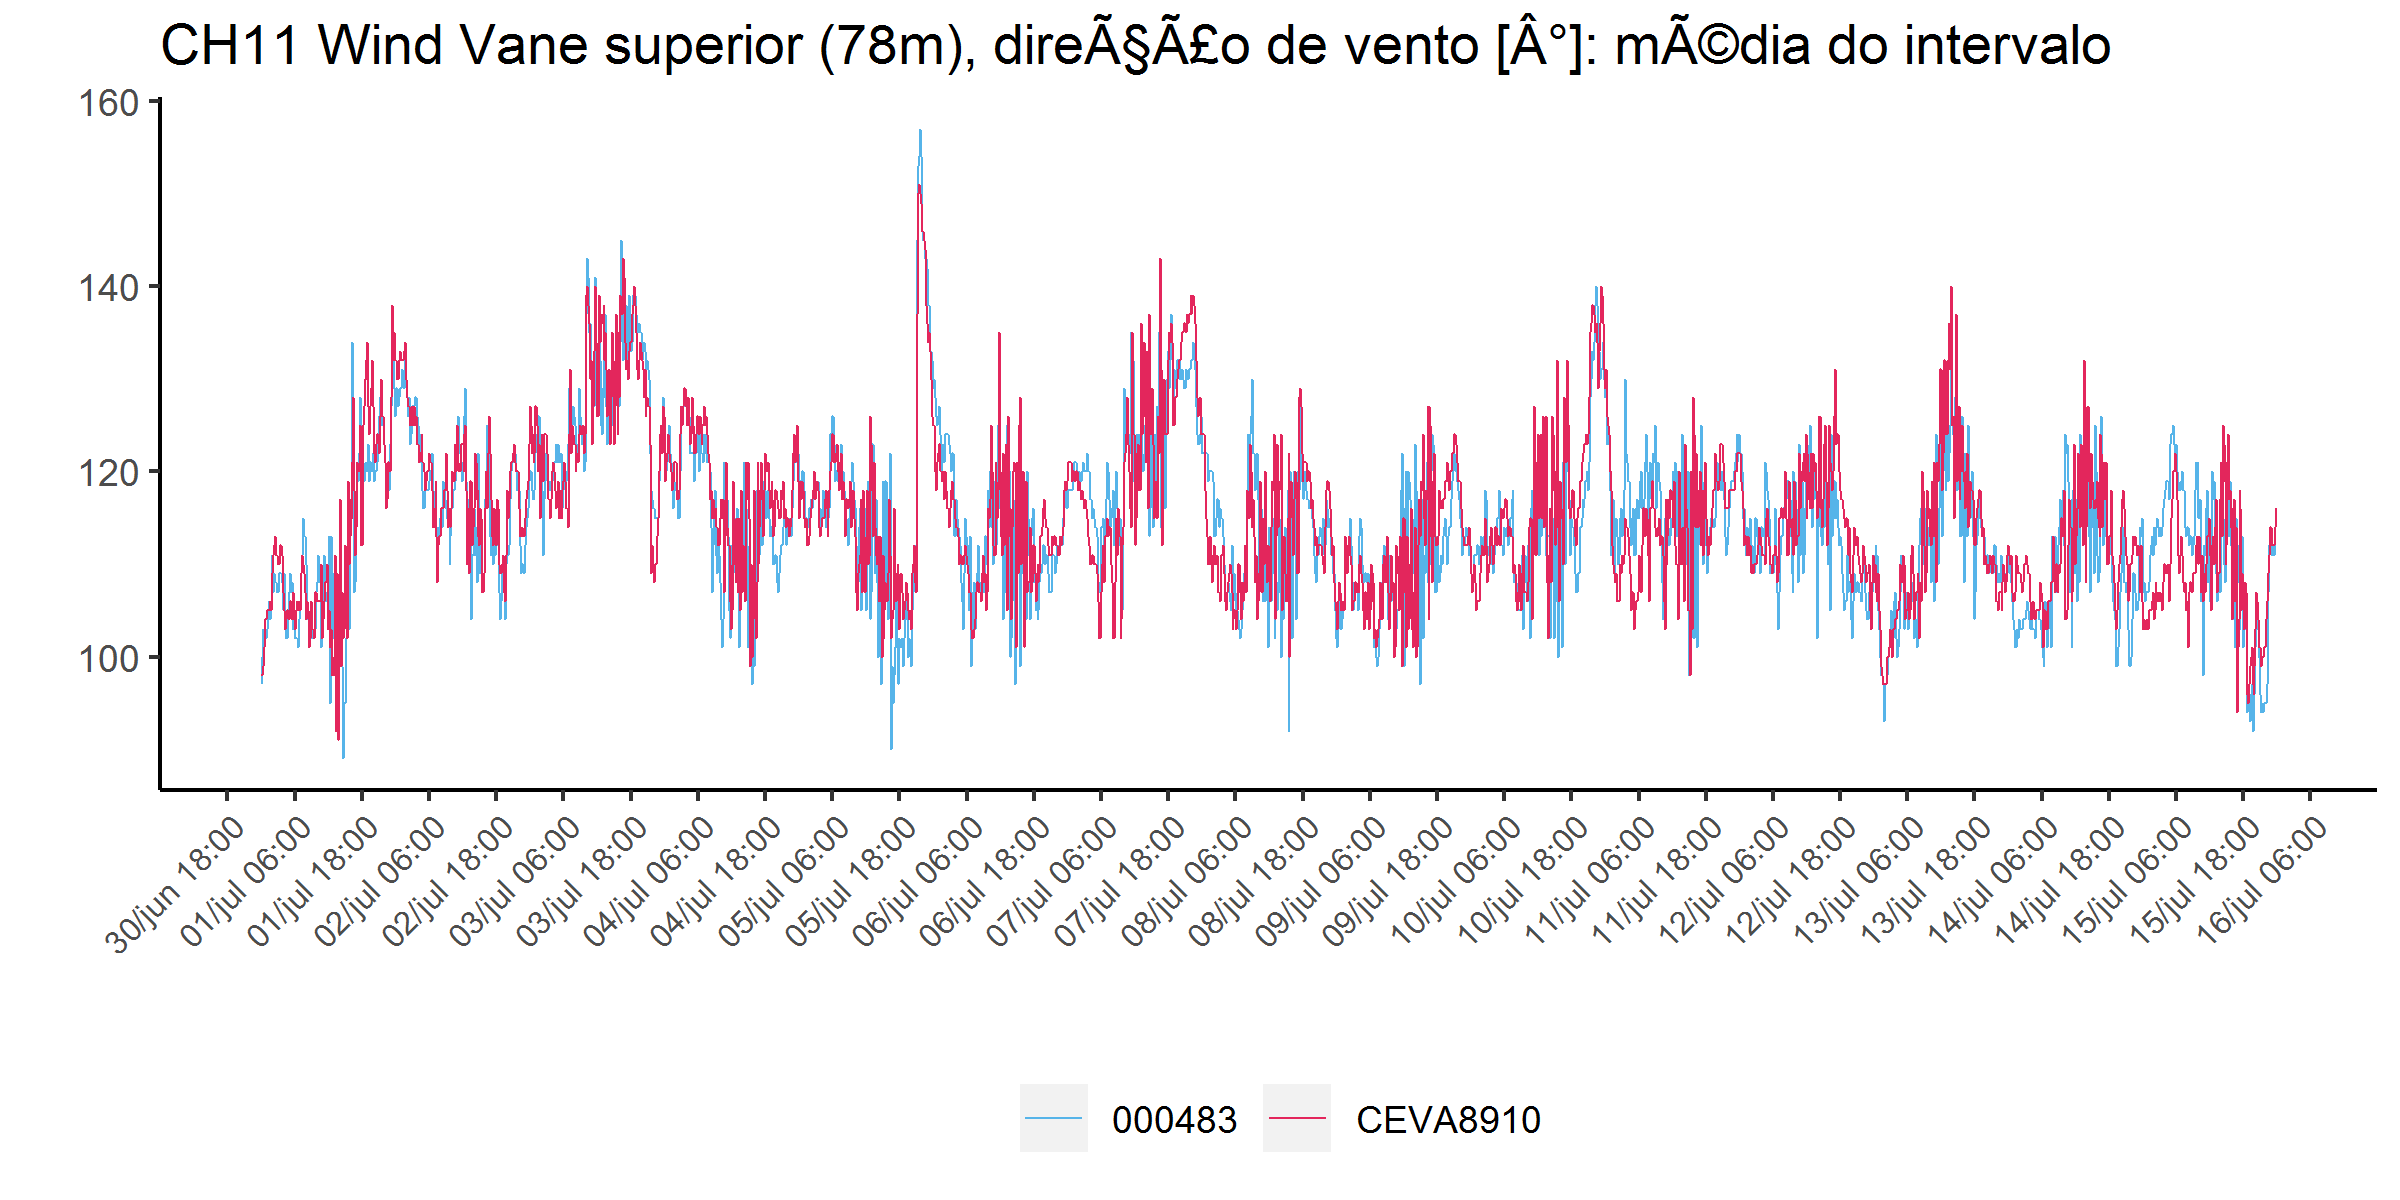 CH11 Wind Vane superior (78m), direÃ§Ã£o de vento [Â°]: mÃ©dia do intervalo
160
140
120
100
30/jun 18:00
01/jul 06:00
01/jul 18:00
02/jul 06:00
02/jul 18:00
03/jul 06:00
03/jul 18:00
04/jul 06:00
04/jul 18:00
05/jul 06:00
05/jul 18:00
06/jul 06:00
06/jul 18:00
07/jul 06:00
07/jul 18:00
08/jul 06:00
08/jul 18:00
09/jul 06:00
09/jul 18:00
10/jul 06:00
10/jul 18:00
11/jul 06:00
11/jul 18:00
12/jul 06:00
12/jul 18:00
13/jul 06:00
13/jul 18:00
14/jul 06:00
14/jul 18:00
15/jul 06:00
15/jul 18:00
16/jul 06:00
000483
CEVA8910